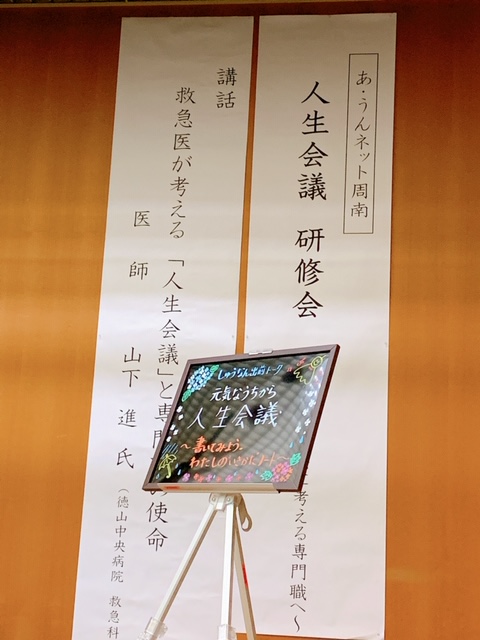 あ・うんネット周南
人生会議 研修会
考える専門職へ～
講話
救急医が考える「人生会議」と専門
の使命
医師 山下 進 氏
（徳山中央病院 救急科
しゅうなん出前トーク
元気なうちから
人生会議
～書いてみよう、
わたしのいきかたノート～